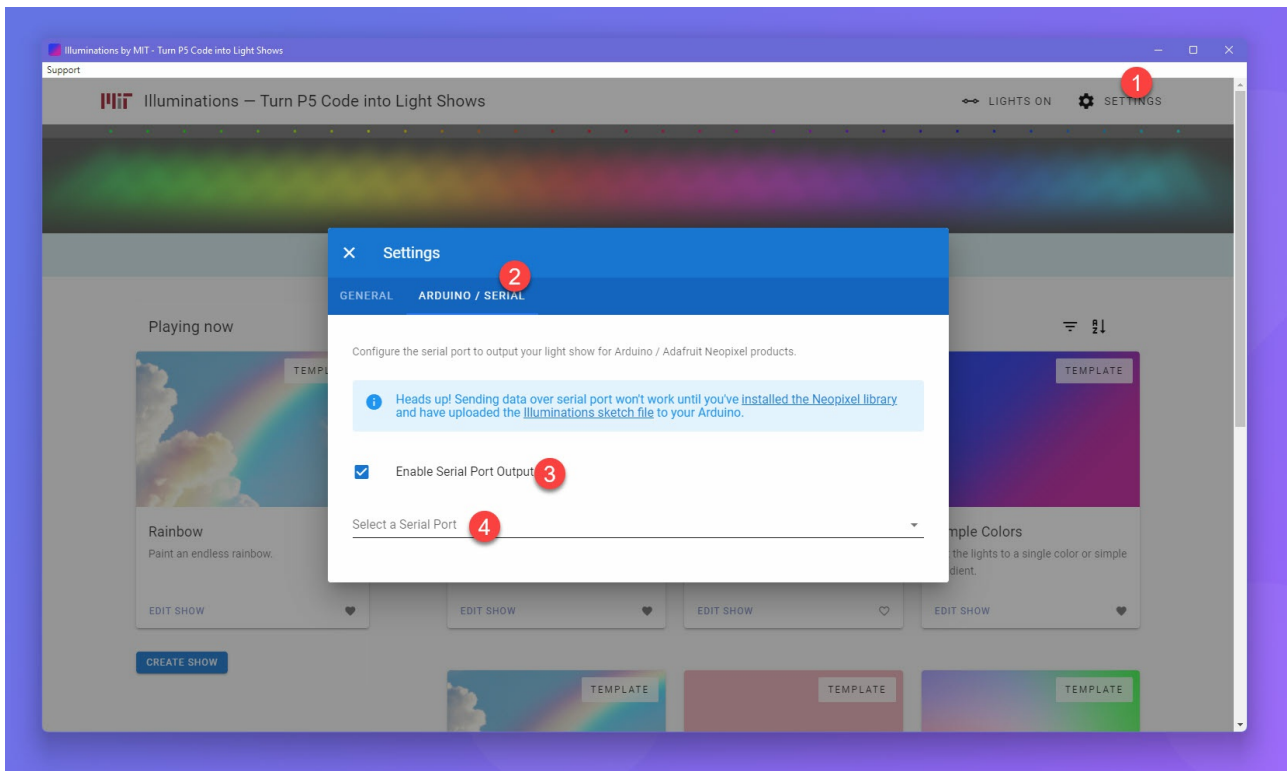 Illuminations by MIT - Turn P5 Code into Light Shows
Support
1
MIT Illuminations — Turn P5 Code into Light Shows
LIGHTS ON
SETTINGS
Settings
2
GENERAL
ARDUINO / SERIAL
Playing now
Configure the serial port to output your light show for Arduino / Adafruit Neopixel products.
TEMPL
TEMPLATE
Heads up! Sending data over serial port won't work until you've installed the Neopixel library
and have uploaded the Illuminations sketch file to your Arduino.
Enable Serial Port Output
3
Select a Serial Port
4
Rainbow
Paint an endless rainbow.
mple Colors
the lights to a single color or simple
dient.
EDIT SHOW
EDIT SHOW
EDIT SHOW
EDIT SHOW
CREATE SHOW
TEMPLATE
TEMPLATE
TEMPLATE